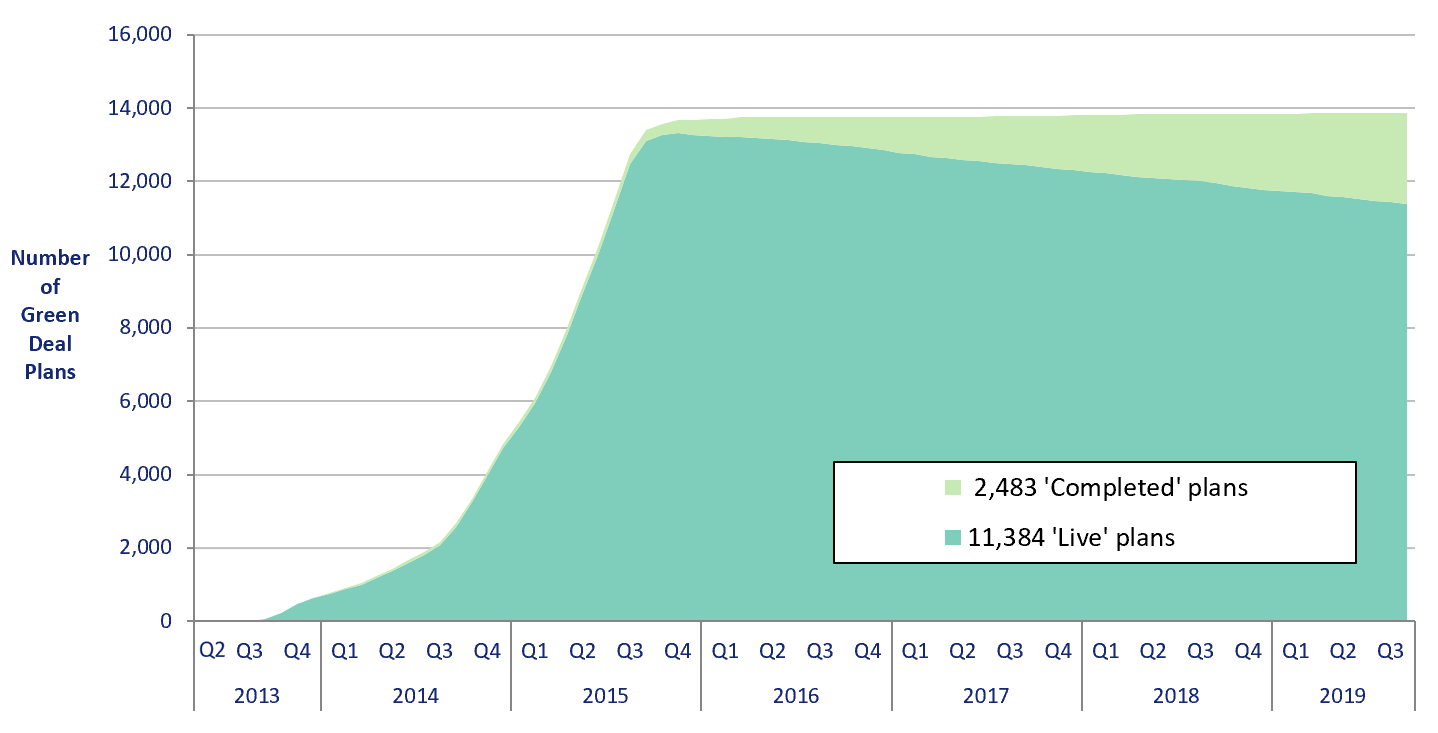 16,000
14,000
12,000
10,000
8,000
6,000
4,000
2,000
0
Number
of
Green
Deal
Plans
2,483 'Completed' plans
11,384 'Live' plans
Q2 Q3 Q4 Q1 Q2 Q3 Q4 Q1 Q2 Q3 Q4 Q1 Q2 Q3 Q4 Q1 Q2 Q3 Q4 Q1 Q2 Q3 Q4 Q1 Q2 Q3
2013 2014 2015 2016 2017 2018 2019